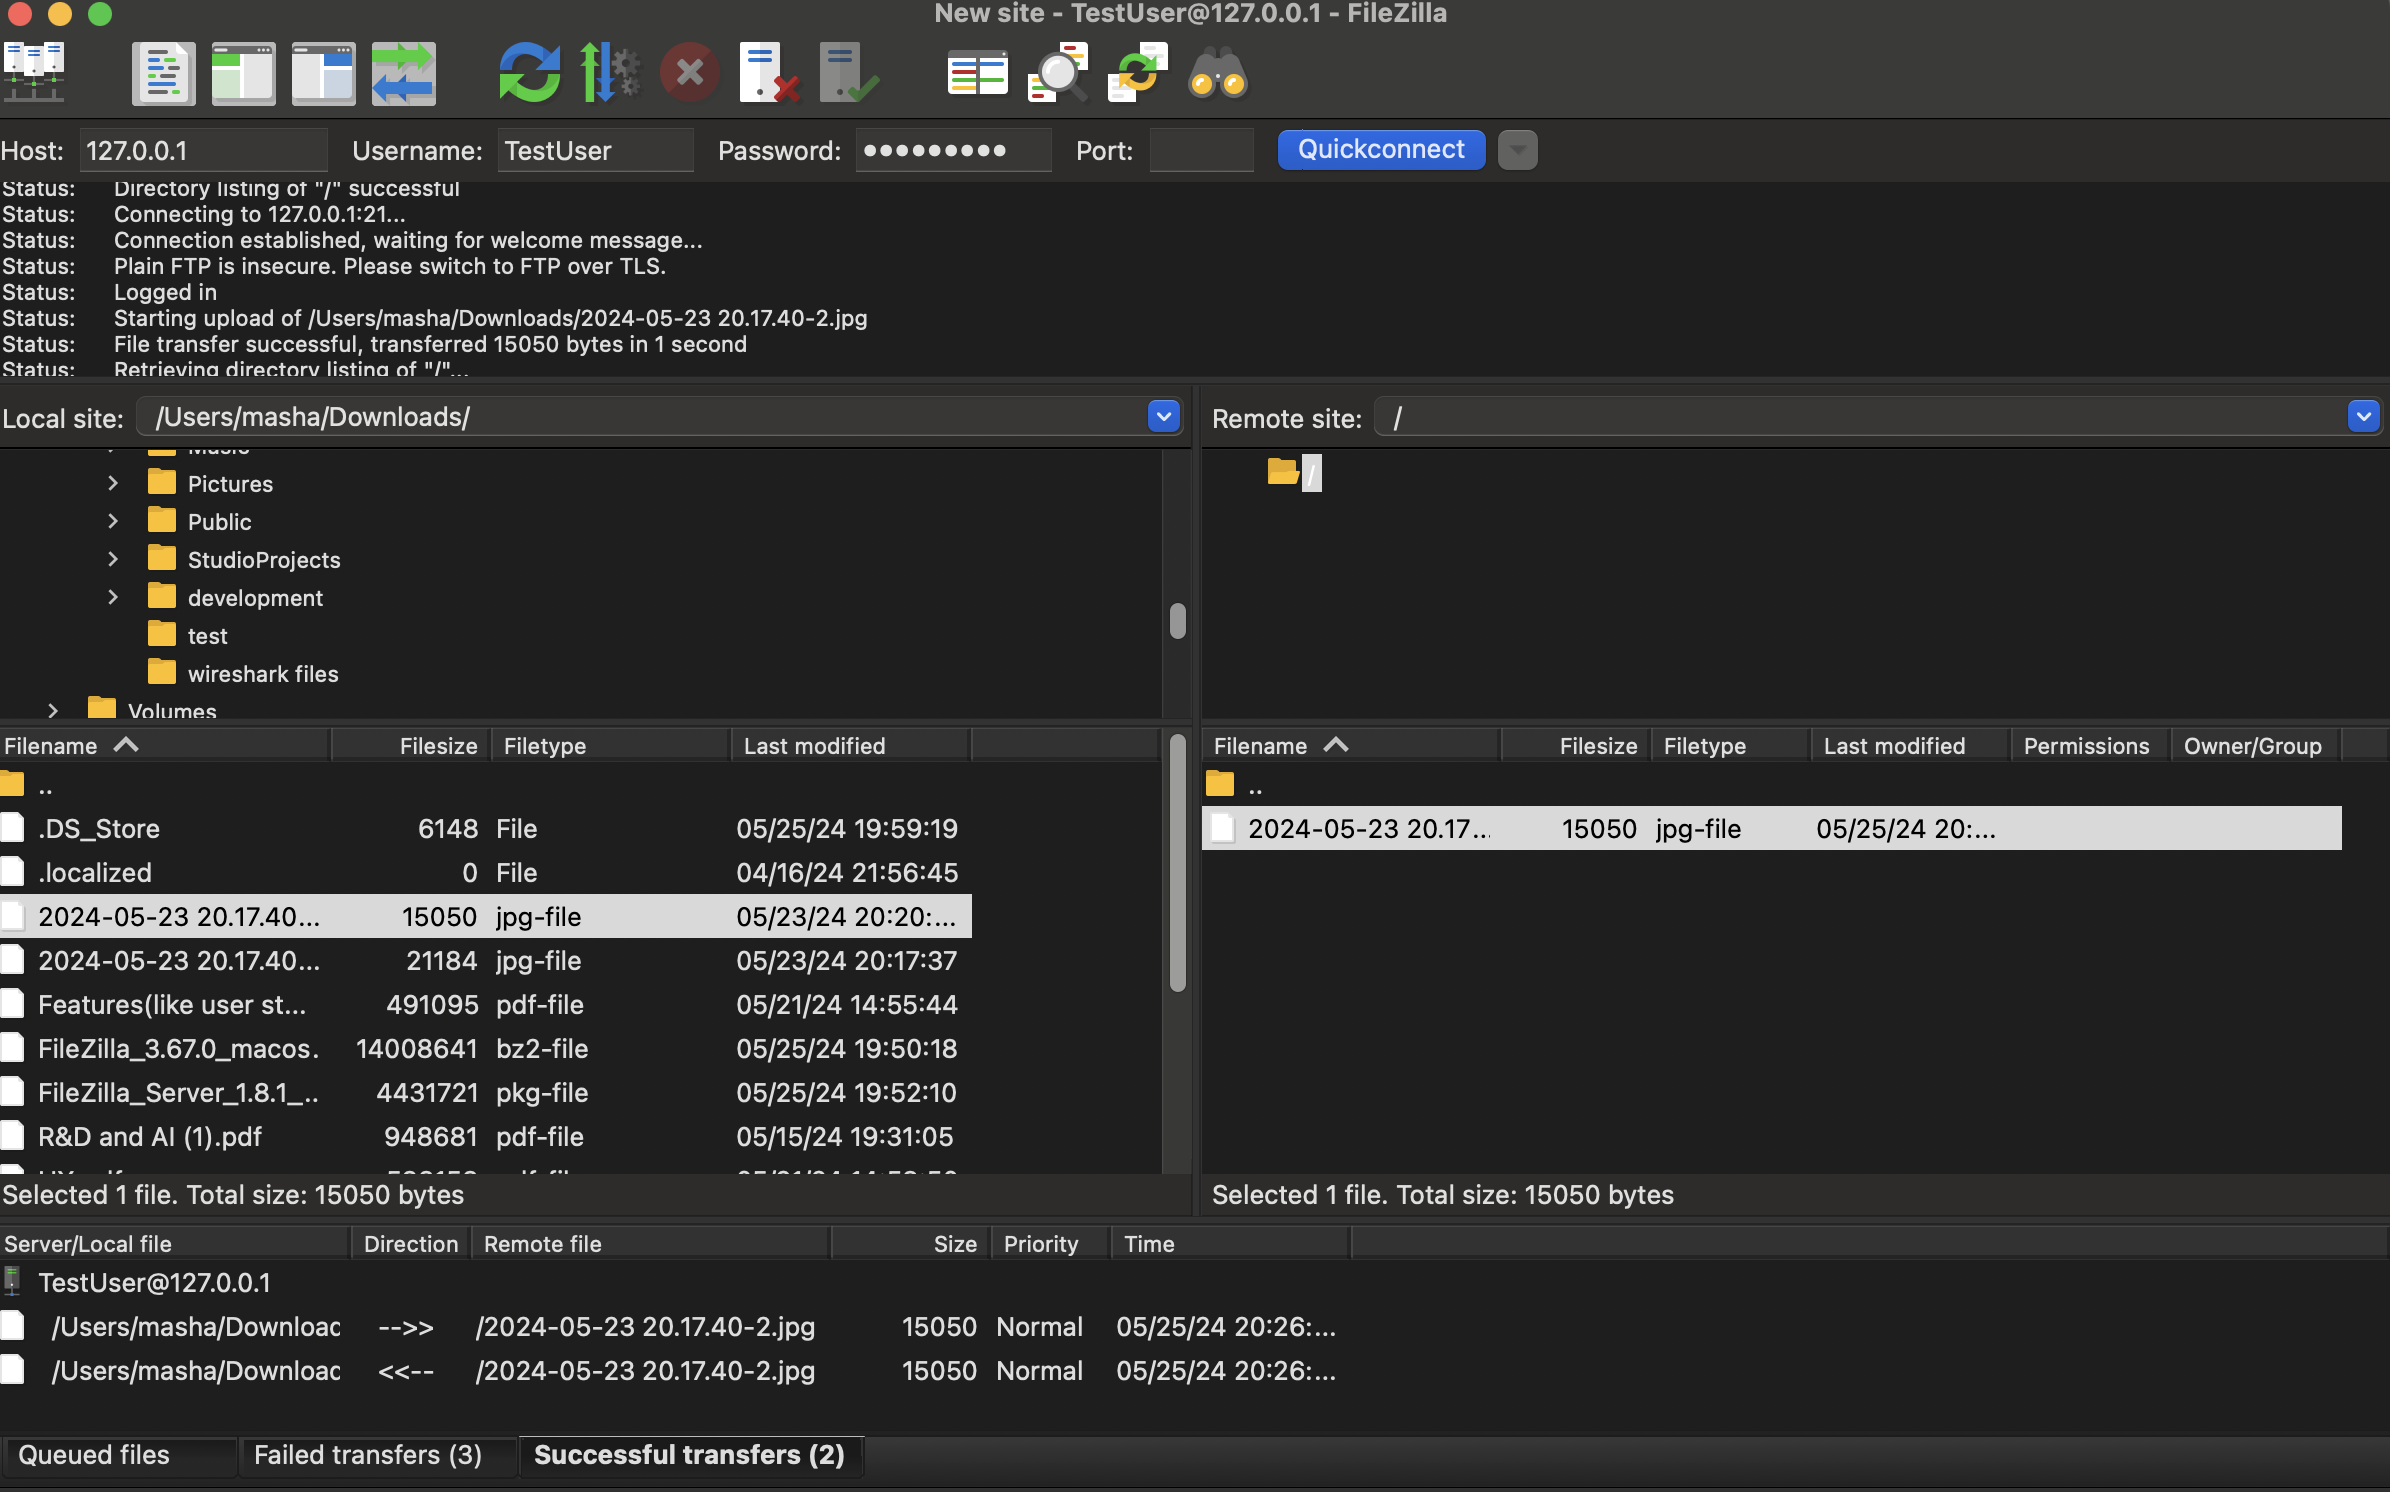 New site - TestUser@127.0.0.1 - FileZilla
Host: 127.0.0.1 Username: TestUser Password: ●●●●●●●●● Port: Quickconnect
Status: Directory listing of "/" successful
Status: Connecting to 127.0.0.1:21...
Status: Connection established, waiting for welcome message...
Status: Plain FTP is insecure. Please switch to FTP over TLS.
Status: Logged in
Status: Starting upload of /Users/masha/Downloads/2024-05-23 20.17.40-2.jpg
Status: File transfer successful, transferred 15050 bytes in 1 second
Status: Retrieving directory listing of "/"...
Local site: /Users/masha/Downloads/
Music
Pictures
Public
StudioProjects
development
test
wireshark files
Volumes
Filename Filesize Filetype Last modified
..
.DS_Store 6148 File 05/25/24 19:59:19
.localized 0 File 04/16/24 21:56:45
2024-05-23 20.17.40... 15050 jpg-file 05/23/24 20:20:...
2024-05-23 20.17.40... 21184 jpg-file 05/23/24 20:17:37
Features(like user st... 491095 pdf-file 05/21/24 14:55:44
FileZilla_3.67.0_macos. 14008641 bz2-file 05/25/24 19:50:18
FileZilla_Server_1.8.1_.. 4431721 pkg-file 05/25/24 19:52:10
R&D and AI (1).pdf 948681 pdf-file 05/15/24 19:31:05
Selected 1 file. Total size: 15050 bytes
Remote site: /
/
Filename Filesize Filetype Last modified Permissions Owner/Group
..
2024-05-23 20.17... 15050 jpg-file 05/25/24 20:...
Selected 1 file. Total size: 15050 bytes
Server/Local file Direction Remote file Size Priority Time
TestUser@127.0.0.1
/Users/masha/Downloac -->> /2024-05-23 20.17.40-2.jpg 15050 Normal 05/25/24 20:26:...
/Users/masha/Downloac <<-- /2024-05-23 20.17.40-2.jpg 15050 Normal 05/25/24 20:26:...
Queued files Failed transfers (3) Successful transfers (2)